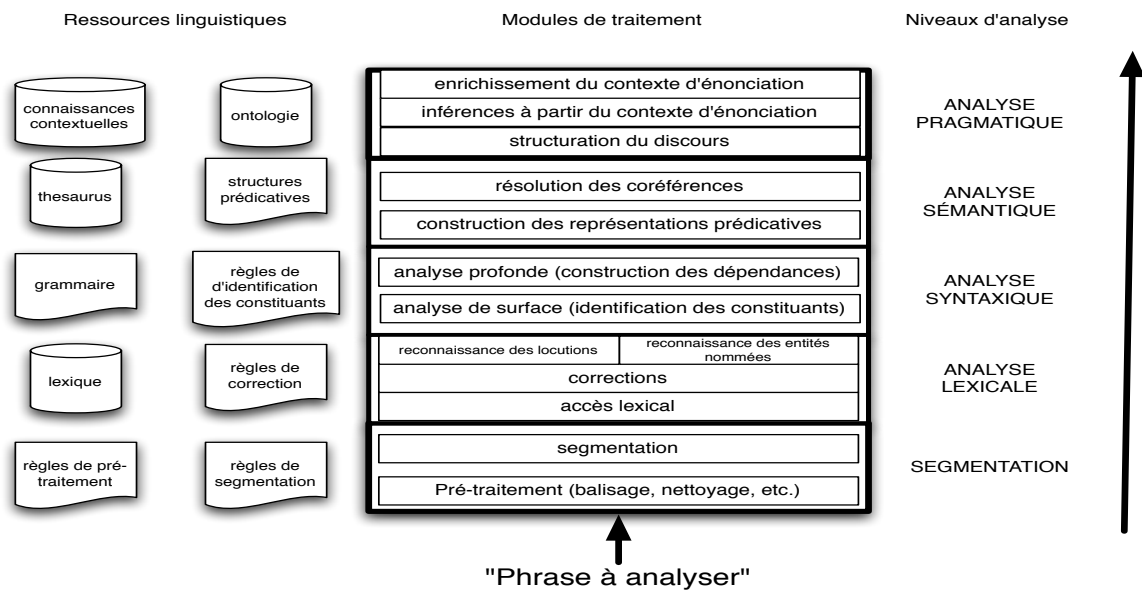 Ressources linguistiques
Modules de traitement
Niveaux d'analyse
connaissances
contextuelles
ontologie
enrichissement du contexte d'énonciation
inférences à partir du contexte d'énonciation
structuration du discours
ANALYSE
PRAGMATIQUE
thesaurus
structures
prédicatives
résolution des coréférences
construction des représentations prédicatives
ANALYSE
SÉMANTIQUE
grammaire
règles de
d'identification
des constituants
analyse profonde (construction des dépendances)
analyse de surface (identification des constituants)
ANALYSE
SYNTAXIQUE
lexique
règles de
correction
reconnaissance des locutions
reconnaissance des entités
nommées
corrections
accès lexical
ANALYSE
LEXICALE
règles de pré-
traitement
règles de
segmentation
segmentation
Pré-traitement (balisage, nettoyage, etc.)
SEGMENTATION
"Phrase à analyser"